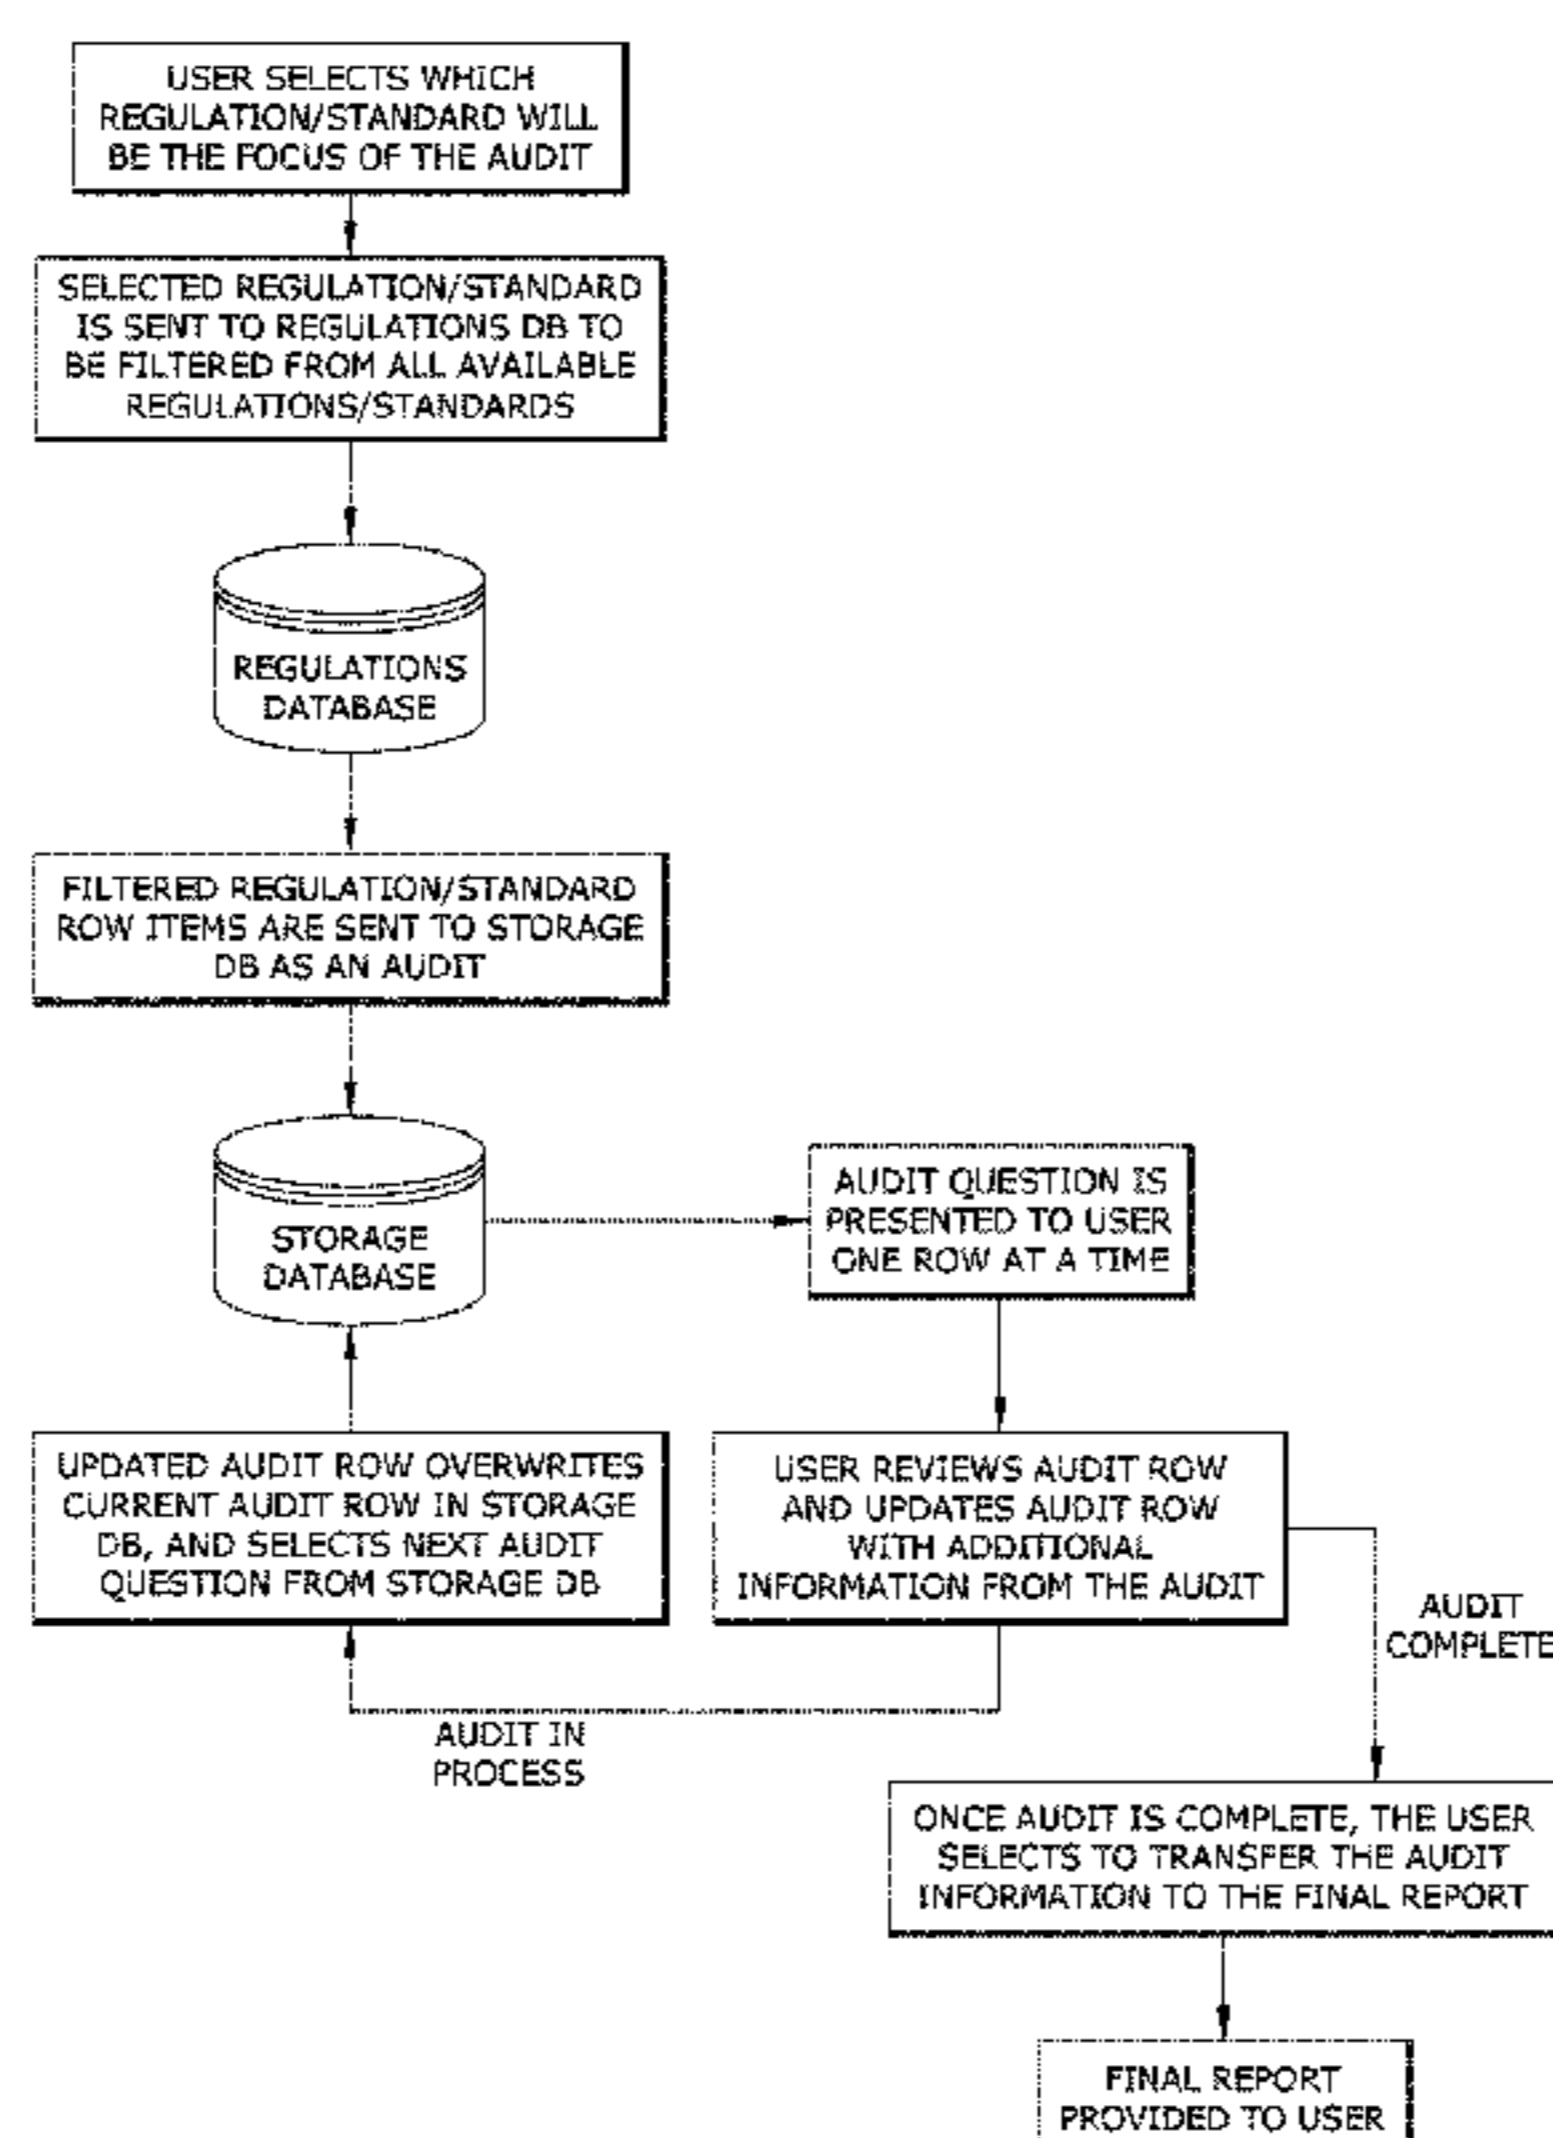 USER SELECTS WHICH
REGULATION/STANDARD WILL
BE THE FOCUS OF THE AUDIT
SELECTED REGULATION/STANDARD
IS SENT TO REGULATIONS DB TO
BE FILTERED FROM ALL AVAILABLE
REGULATIONS/STANDARDS
REGULATIONS
DATABASE
FILTERED REGULATION/STANDARD
ROW ITEMS ARE SENT TO STORAGE
DB AS AN AUDIT
STORAGE
DATABASE
AUDIT QUESTION IS
PRESENTED TO USER
ONE ROW AT A TIME
UPDATED AUDIT ROW OVERWRITES
CURRENT AUDIT ROW IN STORAGE
DB, AND SELECTS NEXT AUDIT
QUESTION FROM STORAGE DB
USER REVIEWS AUDIT ROW
AND UPDATES AUDIT ROW
WITH ADDITIONAL
INFORMATION FROM THE AUDIT
AUDIT
COMPLETE
AUDIT IN
PROCESS
ONCE AUDIT IS COMPLETE, THE USER
SELECTS TO TRANSFER THE AUDIT
INFORMATION TO THE FINAL REPORT
FINAL REPORT
PROVIDED TO USER